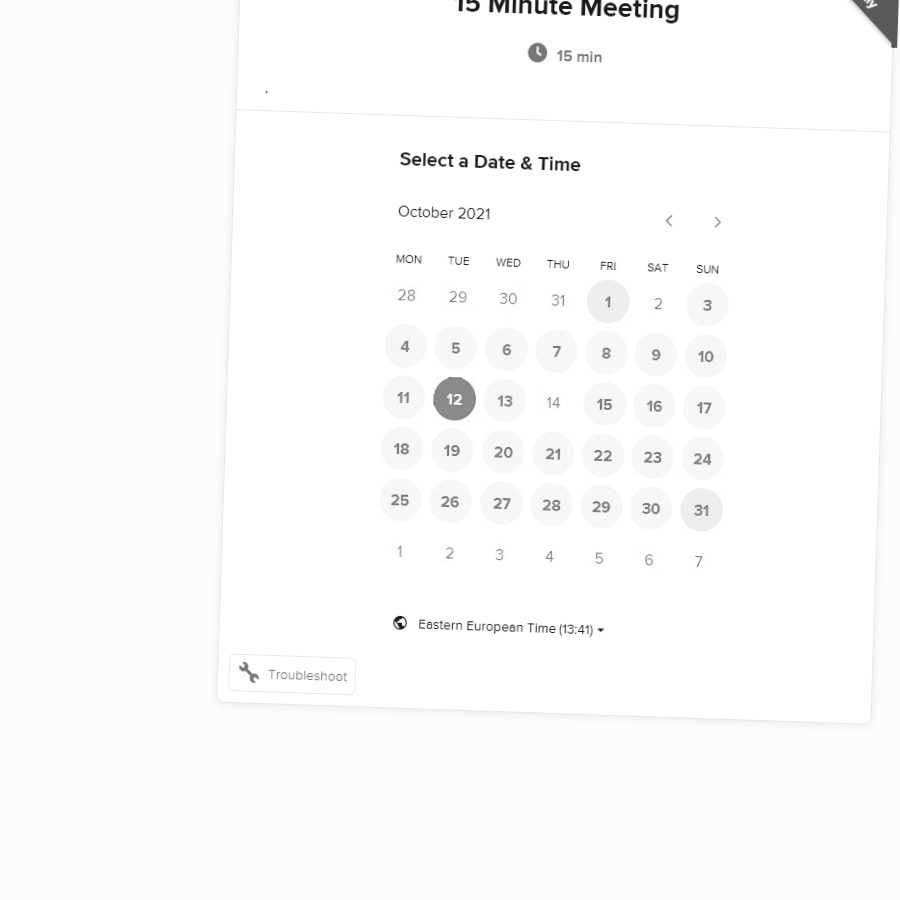 15 Minute Meeting
15 min
Select a Date & Time
October 2021
MON TUE WED THU FRI SAT SUN
28 29 30 31 1 2 3
4 5 6 7 8 9 10
11 12 13 14 15 16 17
18 19 20 21 22 23 24
25 26 27 28 29 30 31
1 2 3 4 5 6 7
Eastern European Time (13:41)
Troubleshoot